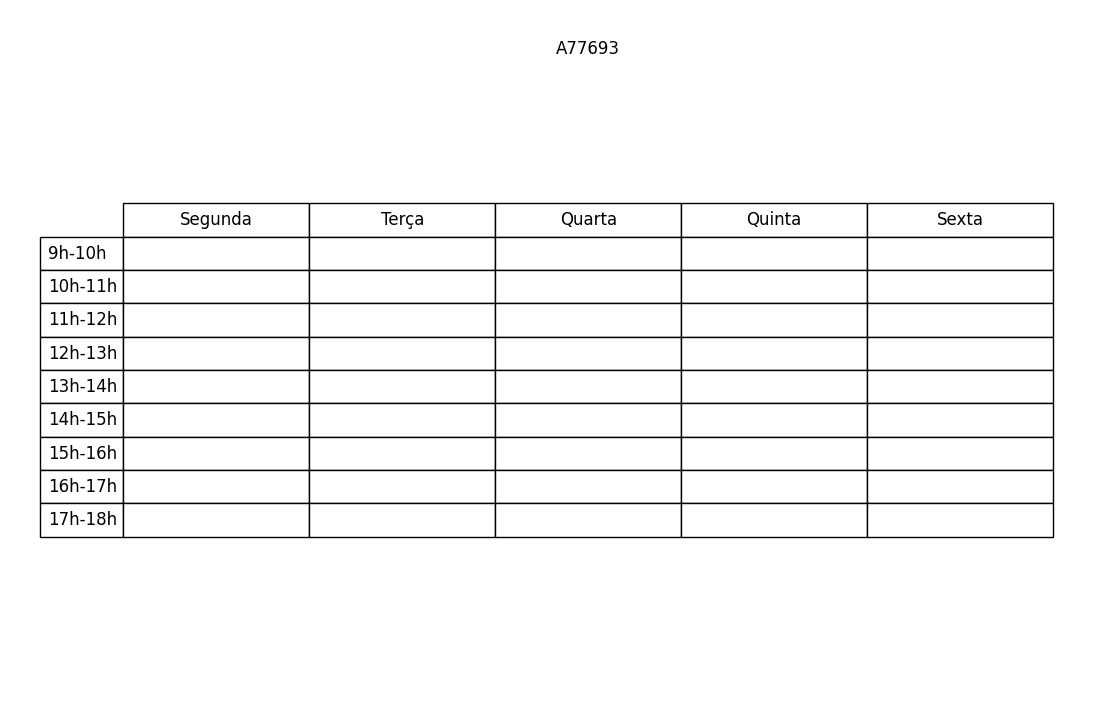 A77693
Segunda Terça Quarta Quinta Sexta
9h-10h
10h-11h
11h-12h
12h-13h
13h-14h
14h-15h
15h-16h
16h-17h
17h-18h